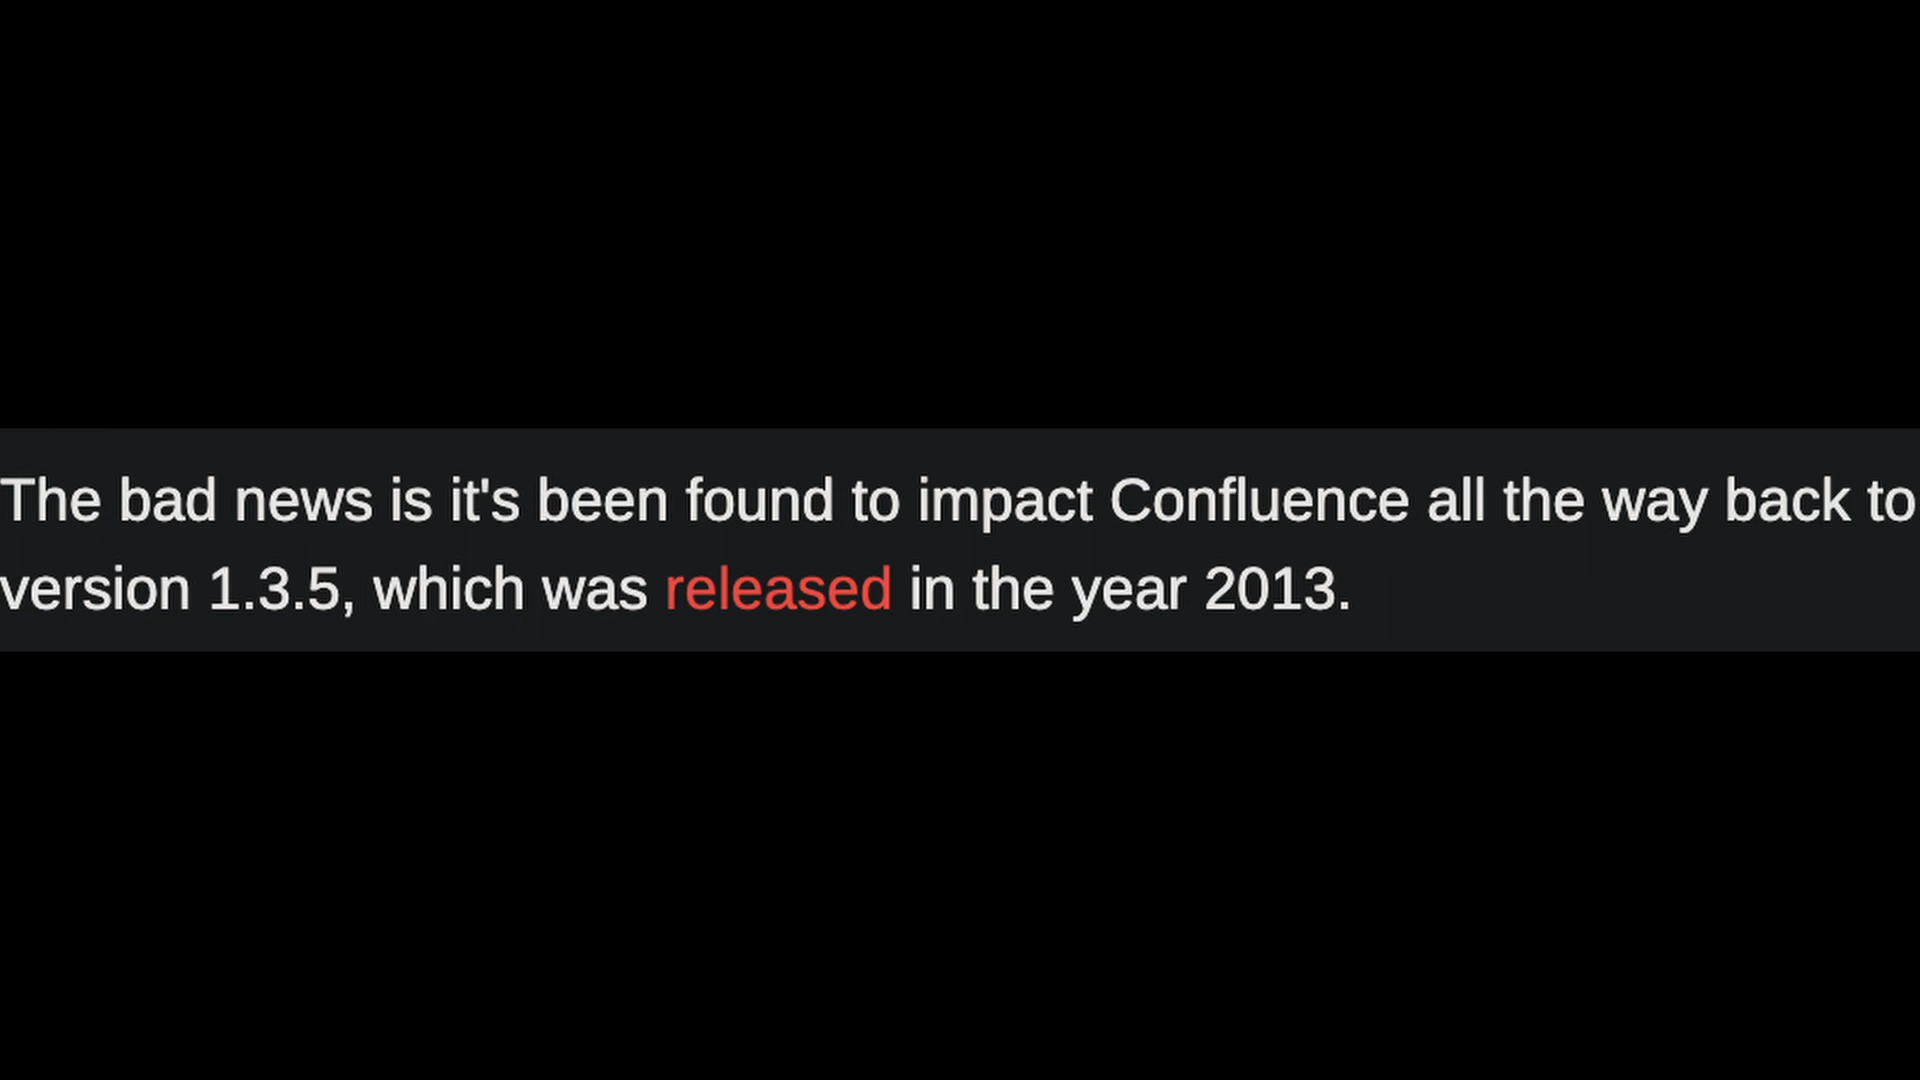 The bad news is it's been found to impact Confluence all the way back to
version 1.3.5, which was released in the year 2013.